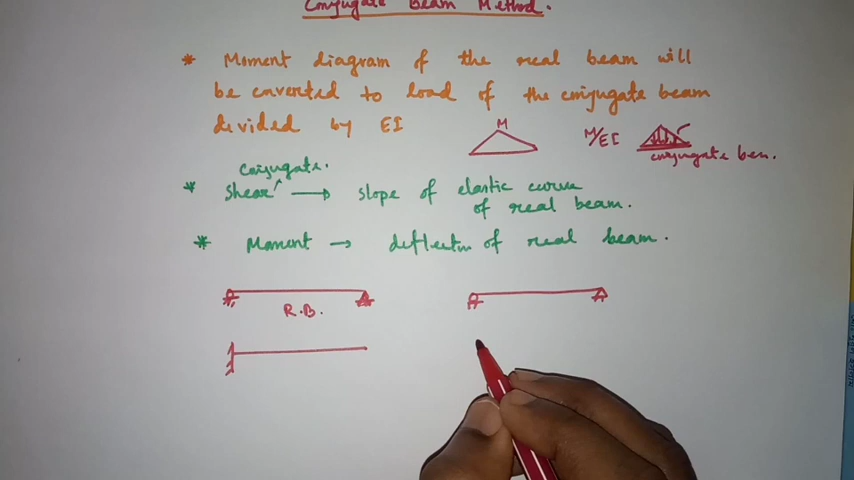 Conjugate Beam Method.
* Moment diagram of the real beam will
be converted to load of the conjugate beam
divided by EI
M
M/EI
conjugate bem.
conjugate.
* Shear ^ → slope of elastic curve
of real beam.
* Moment → deflectn of real beam.
R.B.